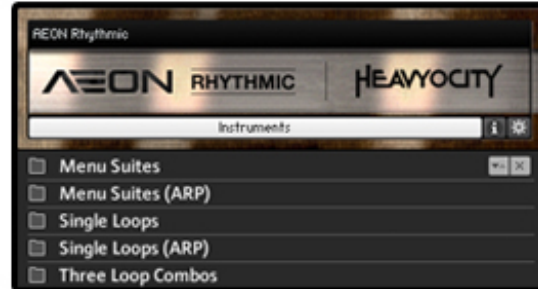 AEON Rhythmic
AEON RHYTHMIC HEAVYOCITY
Instruments
Menu Suites
Menu Suites (ARP)
Single Loops
Single Loops (ARP)
Three Loop Combos